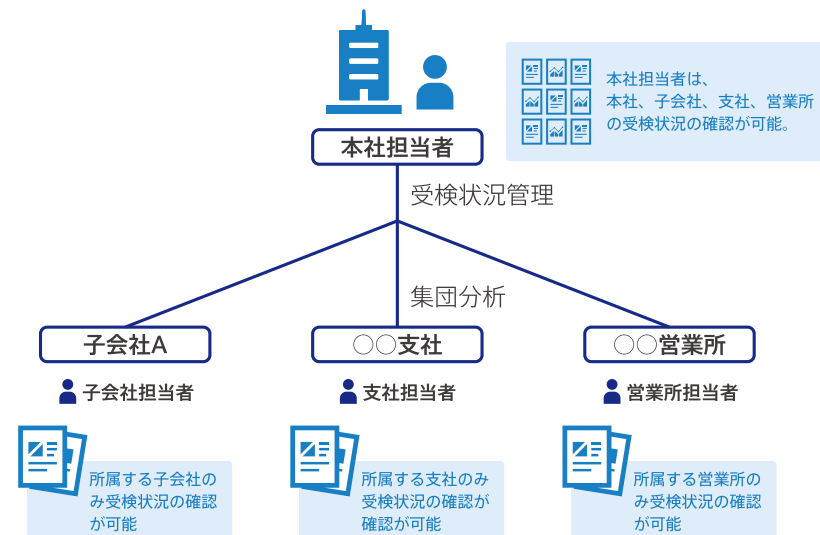 本社担当者は、
本社、子会社、支社、営業所
の受検状況の確認が可能。
本社担当者
受検状況管理
集団分析
子会社A
○○支社
○○営業所
子会社担当者
支社担当者
営業所担当者
所属する子会社の
み受検状況の確認
が可能
所属する支社のみ
受検状況の確認が
確認が可能
所属する営業所の
み受検状況の確認
が可能